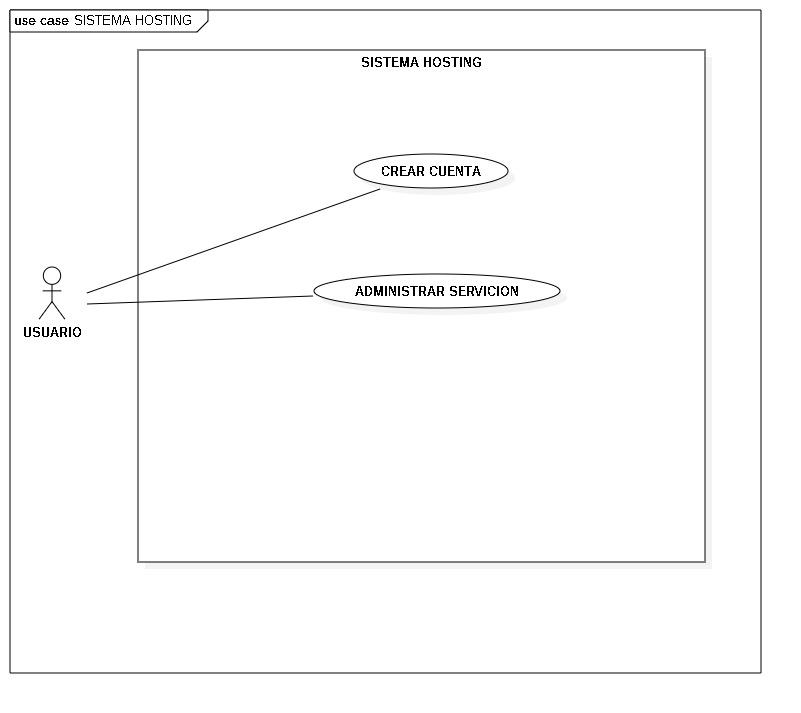 use case SISTEMA HOSTING
SISTEMA HOSTING
CREAR CUENTA
ADMINISTRAR SERVICION
USUARIO